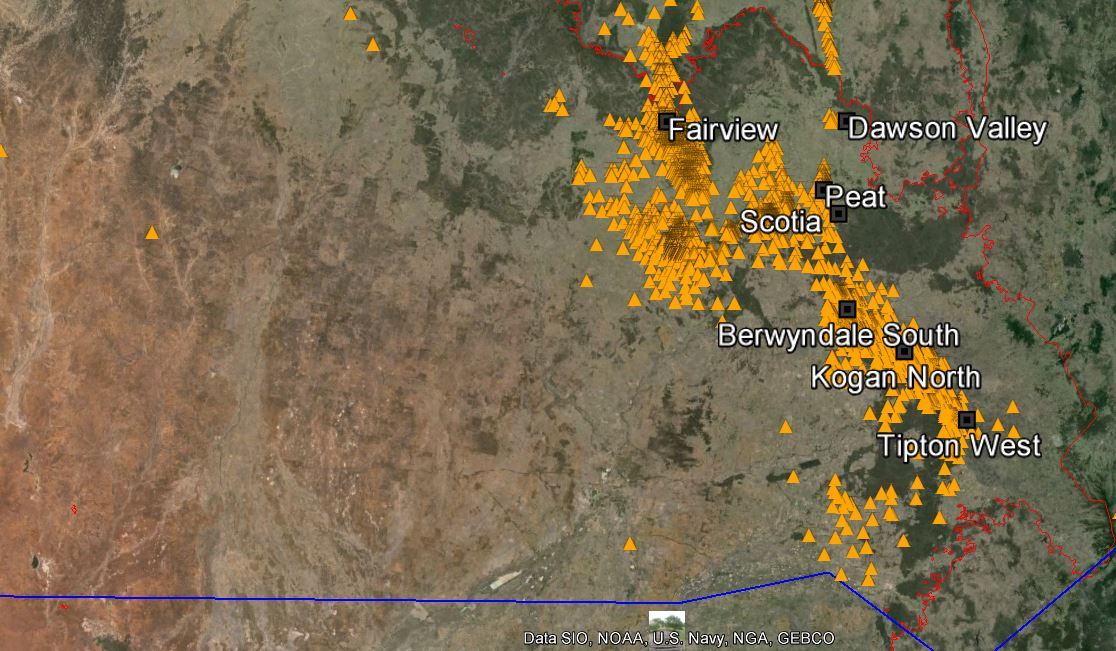 Fairview
Dawson Valley
Peat
Scotia
Berwyndale South
Kogan North
Tipton West
Data SIO, NOAA, U.S. Navy, NGA, GEBCO